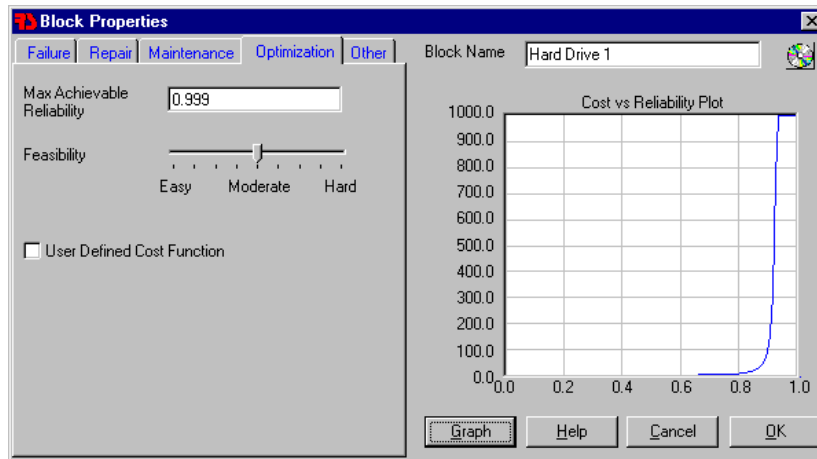 Block Properties
Failure Repair Maintenance Optimization Other
Max Achievable
Reliability
0.999
Feasibility
Easy Moderate Hard
User Defined Cost Function
Block Name Hard Drive 1
Cost vs Reliability Plot
1000.0
900.0
800.0
700.0
600.0
500.0
400.0
300.0
200.0
100.0
0.0
0.0 0.2 0.4 0.6 0.8 1.0
Graph Help Cancel OK